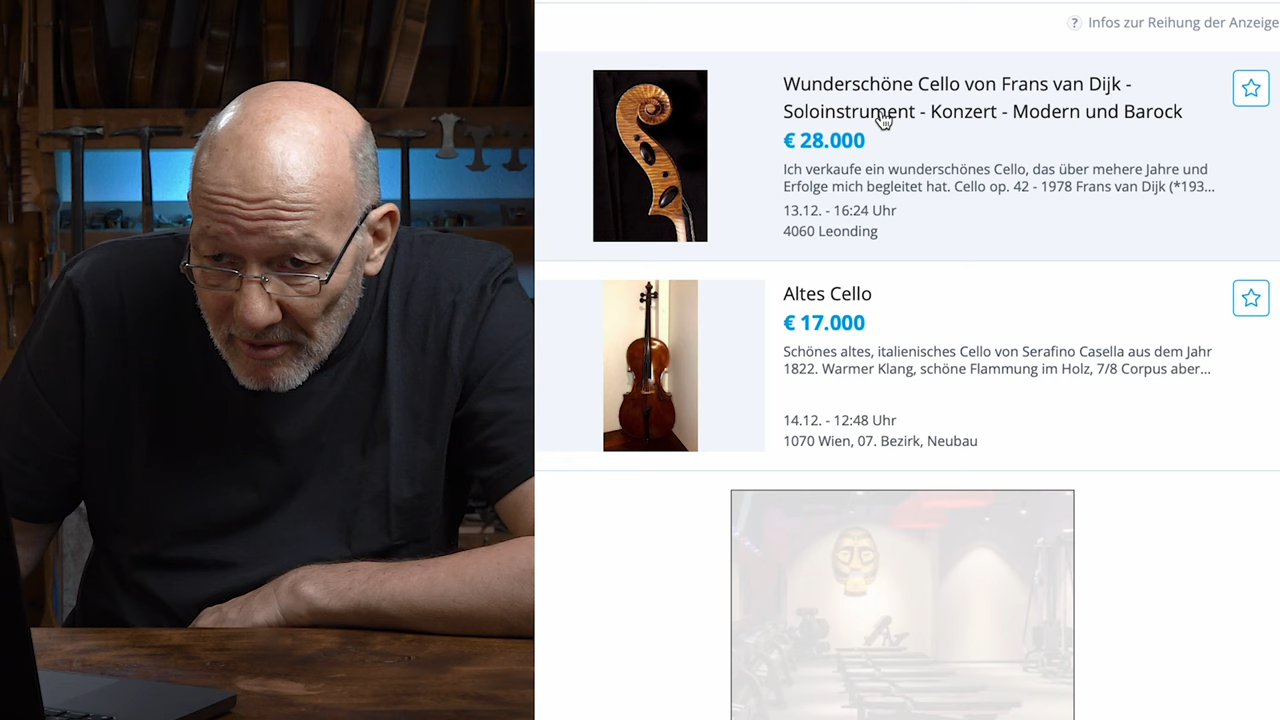 ? Infos zur Reihung der Anzeige
Wunderschöne Cello von Frans van Dijk -
Soloinstrument - Konzert - Modern und Barock
€ 28.000
Ich verkaufe ein wunderschönes Cello, das über mehere Jahre und
Erfolge mich begleitet hat. Cello op. 42 - 1978 Frans van Dijk (*193...
13.12. - 16:24 Uhr
4060 Leonding
Altes Cello
€ 17.000
Schönes altes, italienisches Cello von Serafino Casella aus dem Jahr
1822. Warmer Klang, schöne Flammung im Holz, 7/8 Corpus aber...
14.12. - 12:48 Uhr
1070 Wien, 07. Bezirk, Neubau